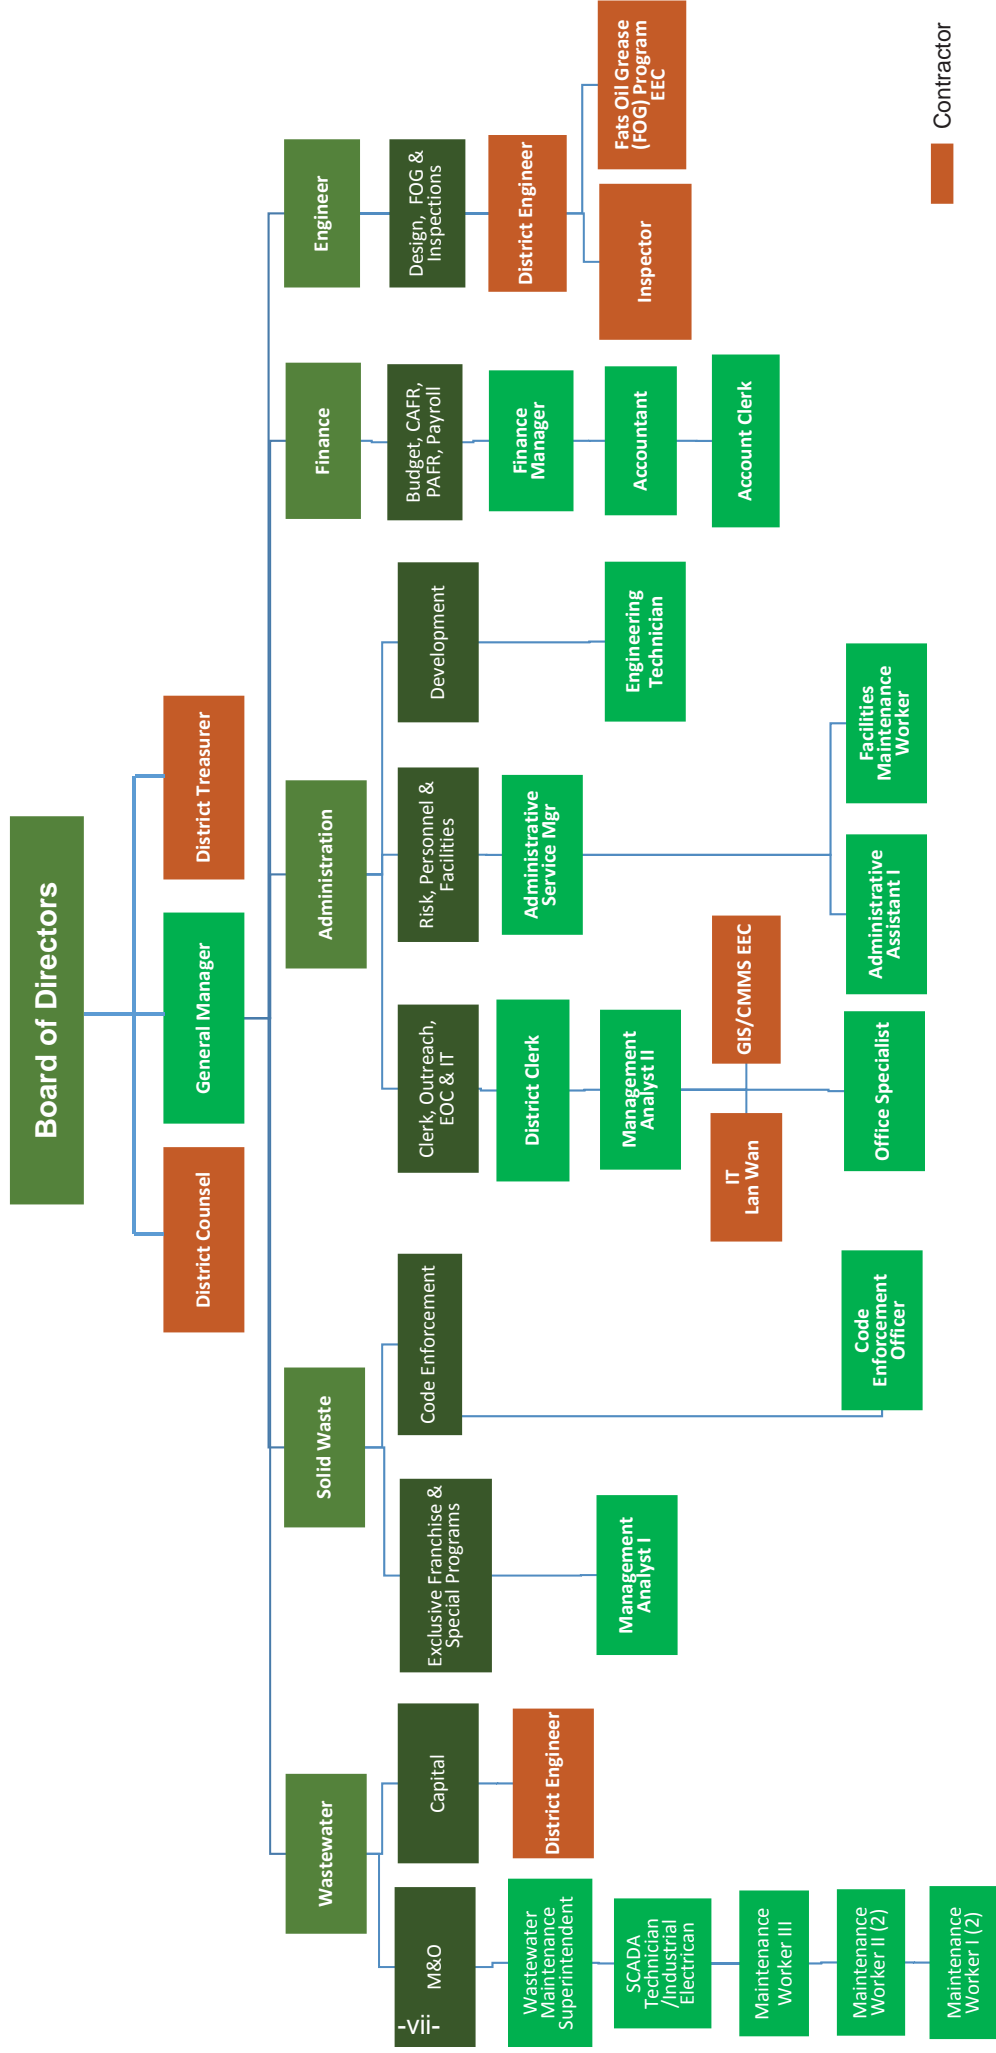 Board of Directors
District Counsel
General Manager
District Treasurer
Wastewater
Solid Waste
Administration
Finance
Engineer
M&O
Capital
Exclusive Franchise &
Special Programs
Code Enforcement
Clerk, Outreach,
EOC & IT
Risk, Personnel &
Facilities
Development
Budget, CAFR,
PAFR, Payroll
Design, FOG &
Inspections
Wastewater
Maintenance
Superintendent
District Engineer
District Clerk
Administrative
Service Mgr
Finance
Manager
District Engineer
SCADA
Technician
/Industrial
Electrican
Management
Analyst I
Management
Analyst II
Engineering
Technician
Accountant
Inspector
Fats Oil Grease
(FOG) Program
EEC
Maintenance
Worker III
IT
Lan Wan
GIS/CMMS EEC
Account Clerk
Maintenance
Worker II (2)
Code
Enforcement
Officer
Office Specialist
Administrative
Assistant I
Facilities
Maintenance
Worker
Maintenance
Worker I (2)
Contractor
-vii-